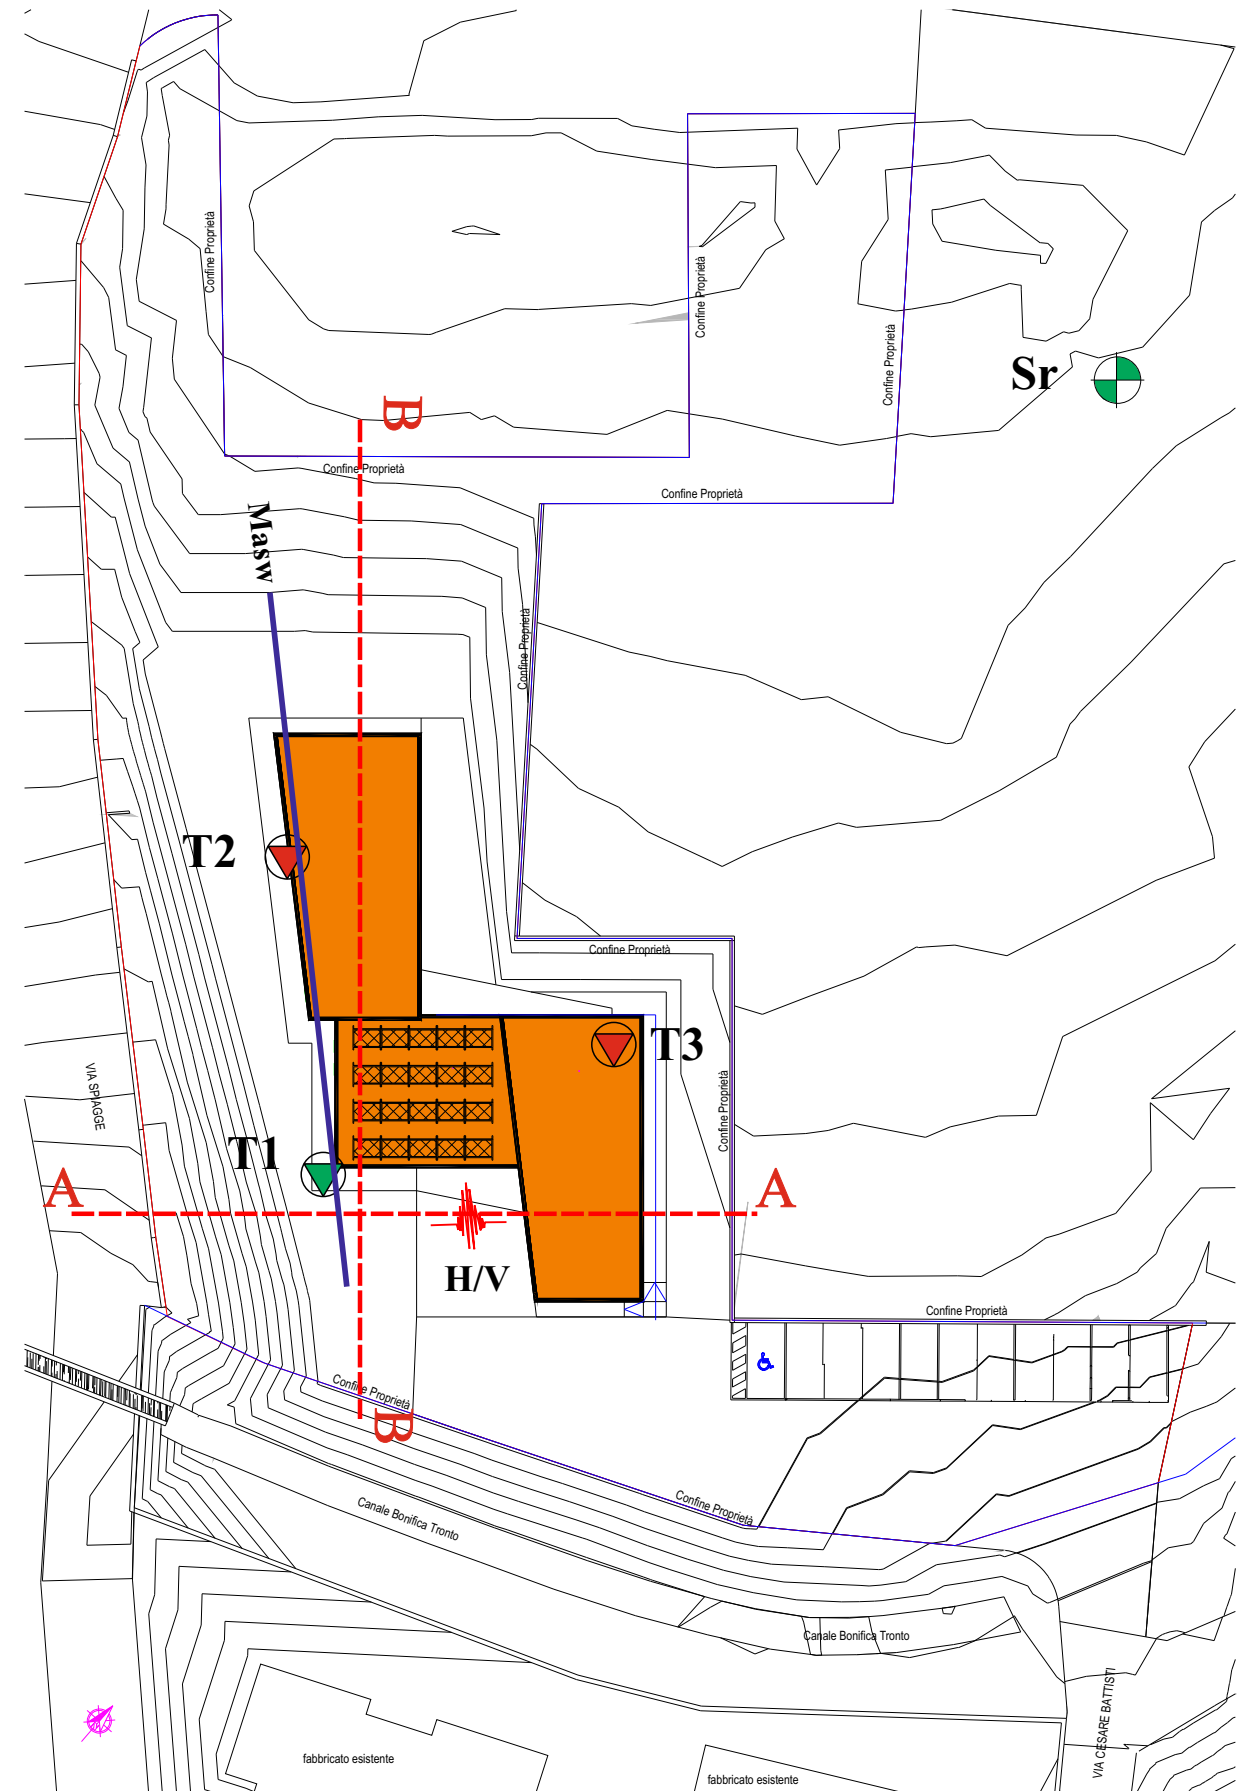 Confine Proprietà
Confine Proprietà
Confine Proprietà
Sr
B
Confine Proprietà
Confine Proprietà
Masw
Confine Proprietà
T2
Confine Proprietà
T3
VIA SPIAGGE
Confine Proprietà
T1
A
A
H/V
Confine Proprietà
Confine Proprietà
B
Confine Proprietà
Canale Bonifica Tronto
Canale Bonifica Tronto
VIA CESARE BATTISTI
fabbricato esistente
fabbricato esistente